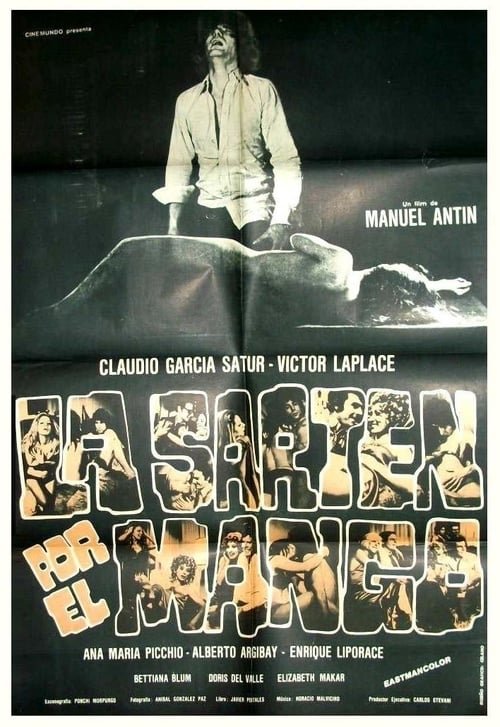 CINEMUNDO presenta
Un film de
MANUEL ANTIN
CLAUDIO GARCIA SATUR - VICTOR LAPLACE
LA SARTEN
POR EL
MANGO
ANA MARIA PICCHIO - ALBERTO ARGIBAY - ENRIQUE LIPORACE
BETTIANA BLUM DORIS DEL VALLE ELIZABETH MAKAR
EASTMANCOLOR
Escenografía: PONCHI MORPURGO Fotografía: ANIBAL GONZALEZ PAZ Libro: JAVIER PORTALES Música: HORACIO MALVICINO Productor Ejecutivo: CARLOS STEVANI